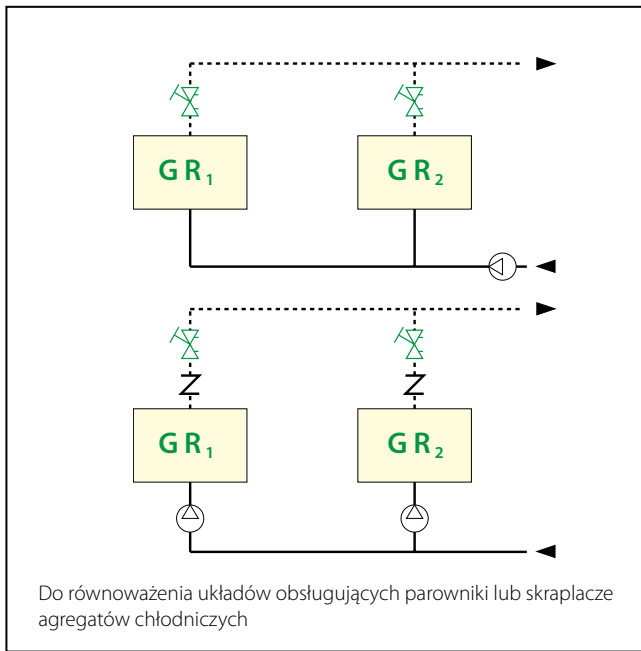 GR₁ GR₂
GR₁ GR₂
Do równoważenia układów obsługujących parowniki lub skraplacze
agregatów chłodniczych